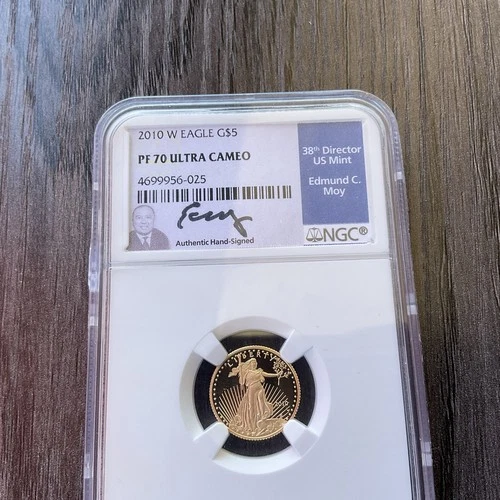 2010 W EAGLE G$5
PF 70 ULTRA CAMEO
4699956-025
Authentic Hand-Signed
38th Director
US Mint
Edmund C.
Moy
NGC®
LIBERTY
2010